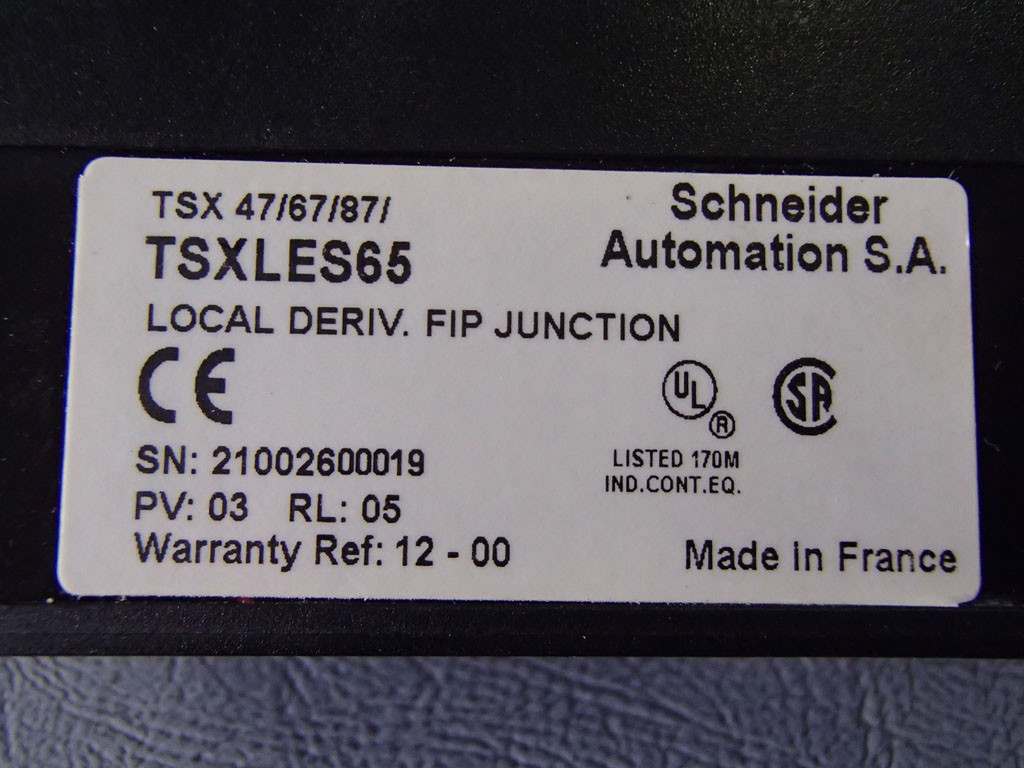 TSX 47/67/87/
TSXLES65
Schneider
Automation S.A.
LOCAL DERIV. FIP JUNCTION
CE
UL
®
SA
SN: 21002600019
PV: 03 RL: 05
Warranty Ref: 12 - 00
LISTED 170M
IND.CONT.EQ.
Made in France